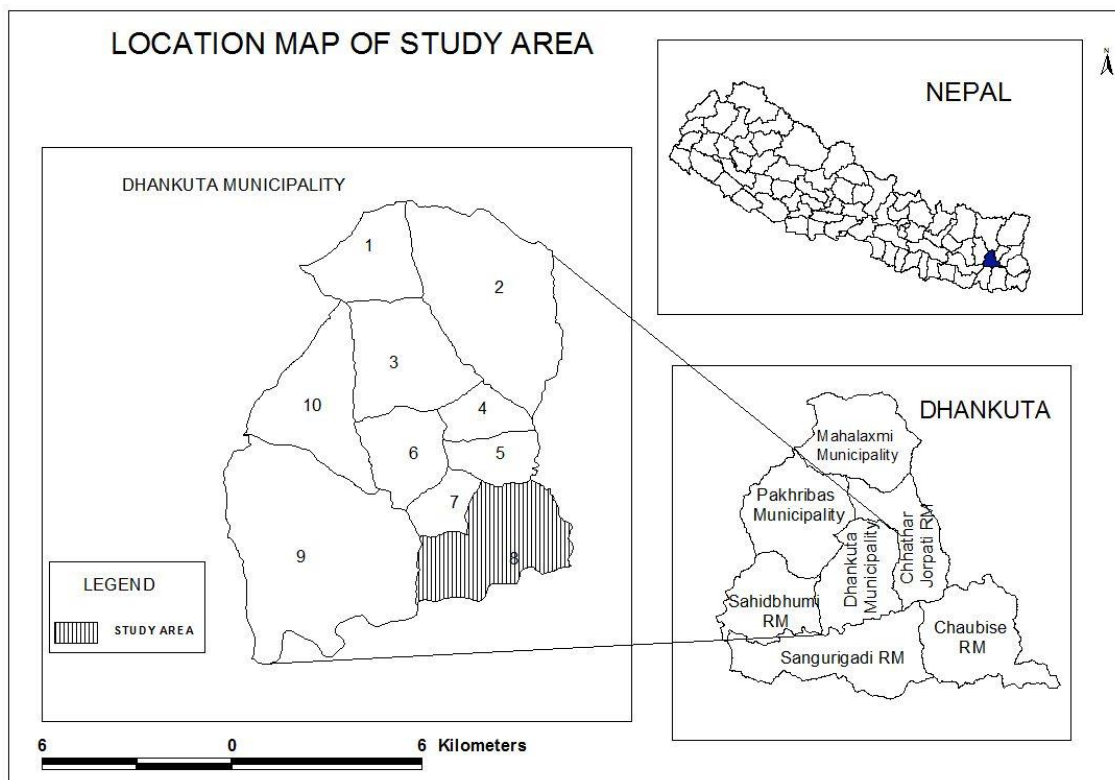 LOCATION MAP OF STUDY AREA
N
NEPAL
DHANKUTA MUNICIPALITY
1
2
3
10
4
6
5
7
8
9
LEGEND
STUDY AREA
DHANKUTA
Mahalaxmi
Municipality
Pakhribas
Municipality
Dhankuta
Municipality
Chhathar
Jorpati RM
Sahidbhumi
RM
Chaubise
RM
Sangurigadi RM
6 0 6 Kilometers